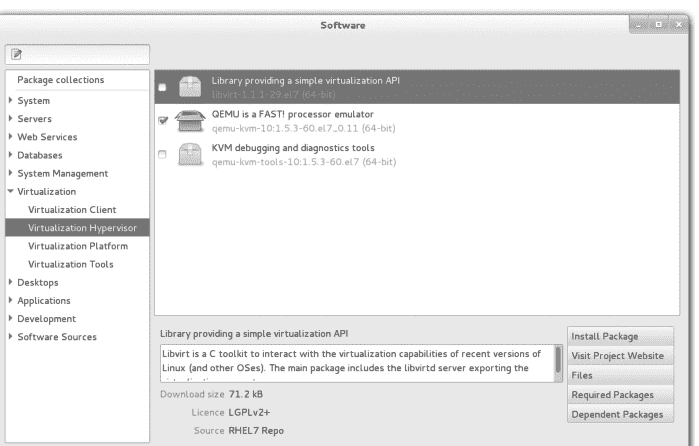 Software
Package collections
System
Servers
Web Services
Databases
System Management
Virtualization
Virtualization Client
Virtualization Hypervisor
Virtualization Platform
Virtualization Tools
Desktops
Applications
Development
Software Sources
Library providing a simple virtualization API
libvirt-1.1.1-29.el7 (64-bit)
QEMU is a FAST! processor emulator
qemu-kvm-10:1.5.3-60.el7_0.11 (64-bit)
KVM debugging and diagnostics tools
qemu-kvm-tools-10:1.5.3-60.el7 (64-bit)
Library providing a simple virtualization API
Libvirt is a C toolkit to interact with the virtualization capabilities of recent versions of
Linux (and other OSes). The main package includes the libvirtd server exporting the
Download size 71.2 kB
Licence LGPLv2+
Source RHEL7 Repo
Install Package
Visit Project Website
Files
Required Packages
Dependent Packages